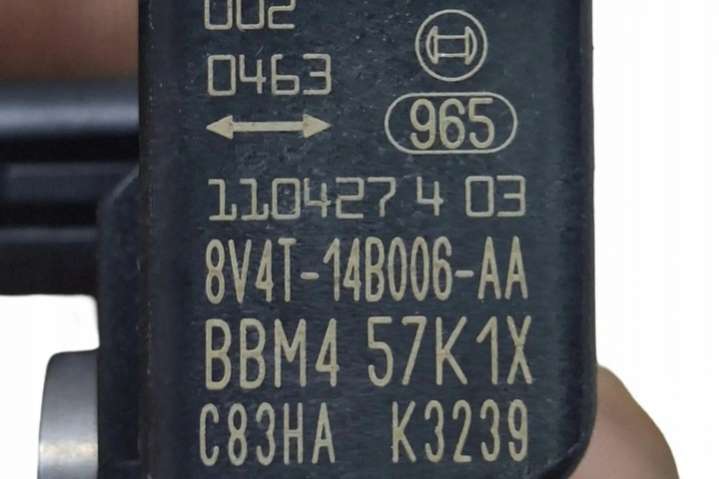 002
0463
965
110427 4 03
8V4T-14B006-AA
BBM4 57K1X
C83HA K3239